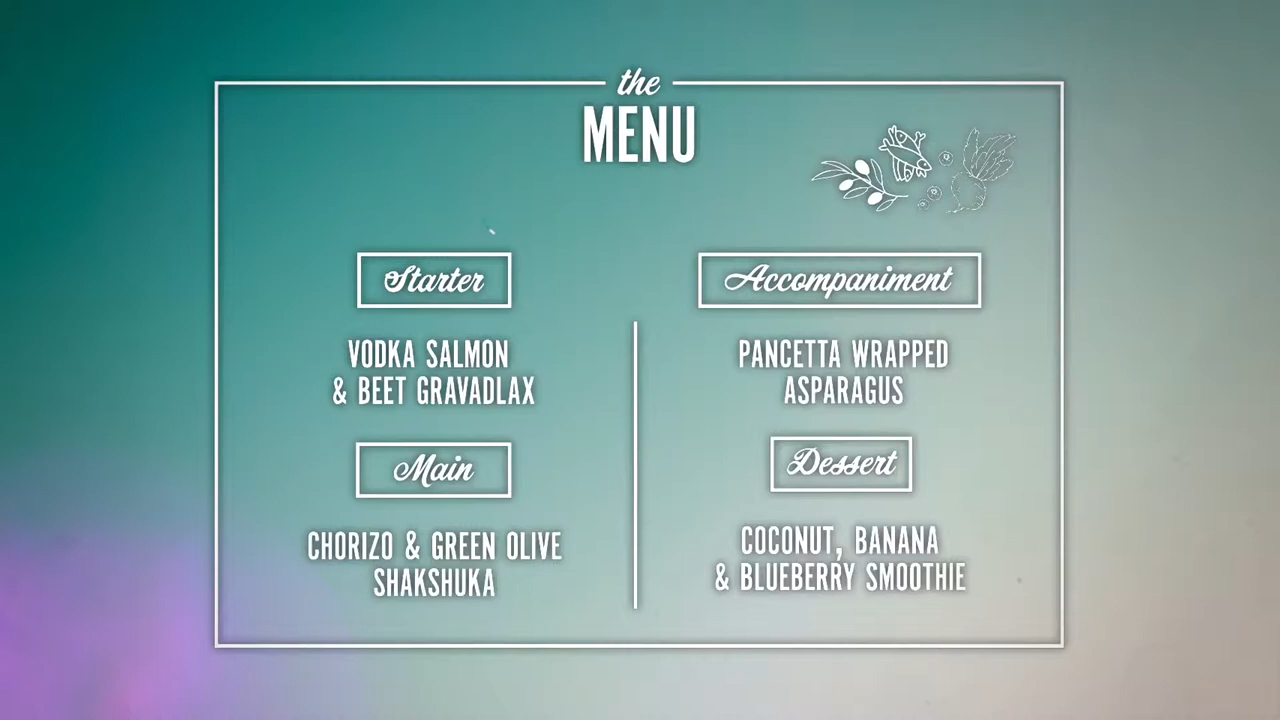 the
MENU
Starter
VODKA SALMON
& BEET GRAVADLAX
Main
CHORIZO & GREEN OLIVE
SHAKSHUKA
Accompaniment
PANCETTA WRAPPED
ASPARAGUS
Dessert
COCONUT, BANANA
& BLUEBERRY SMOOTHIE